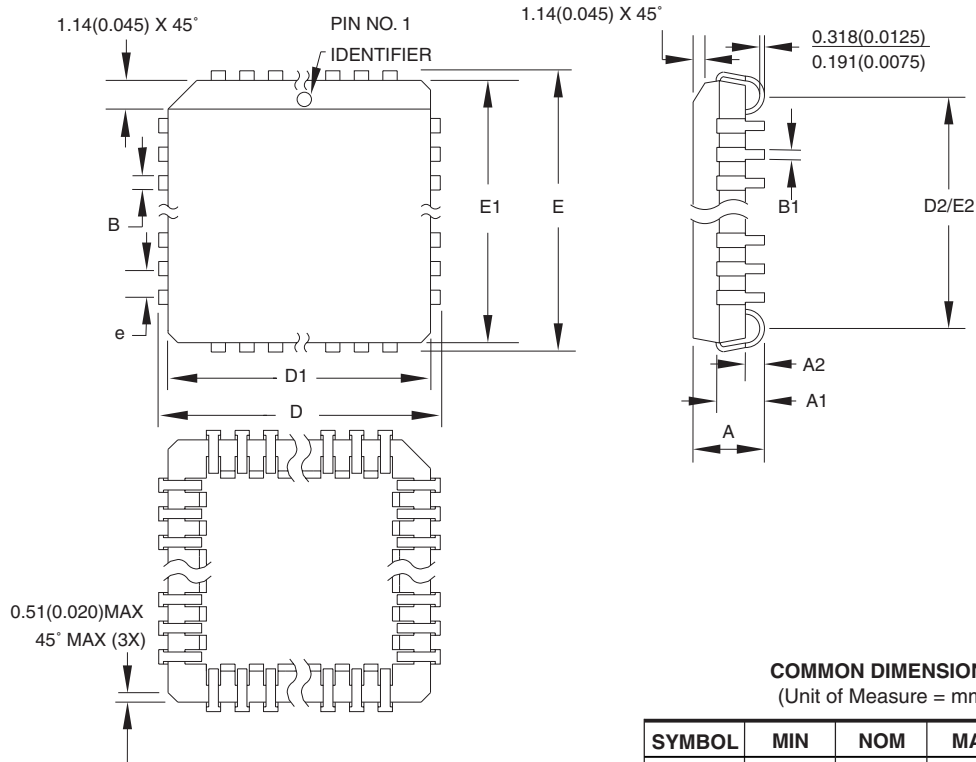 1.14(0.045) X 45˚
PIN NO. 1
IDENTIFIER
1.14(0.045) X 45˚
0.318(0.0125)
0.191(0.0075)
B
e
E1
E
B1
D2/E2
D1
D
A2
A1
A
0.51(0.020)MAX
45˚ MAX (3X)
COMMON DIMENSION
(Unit of Measure = mm
SYMBOL MIN NOM MA